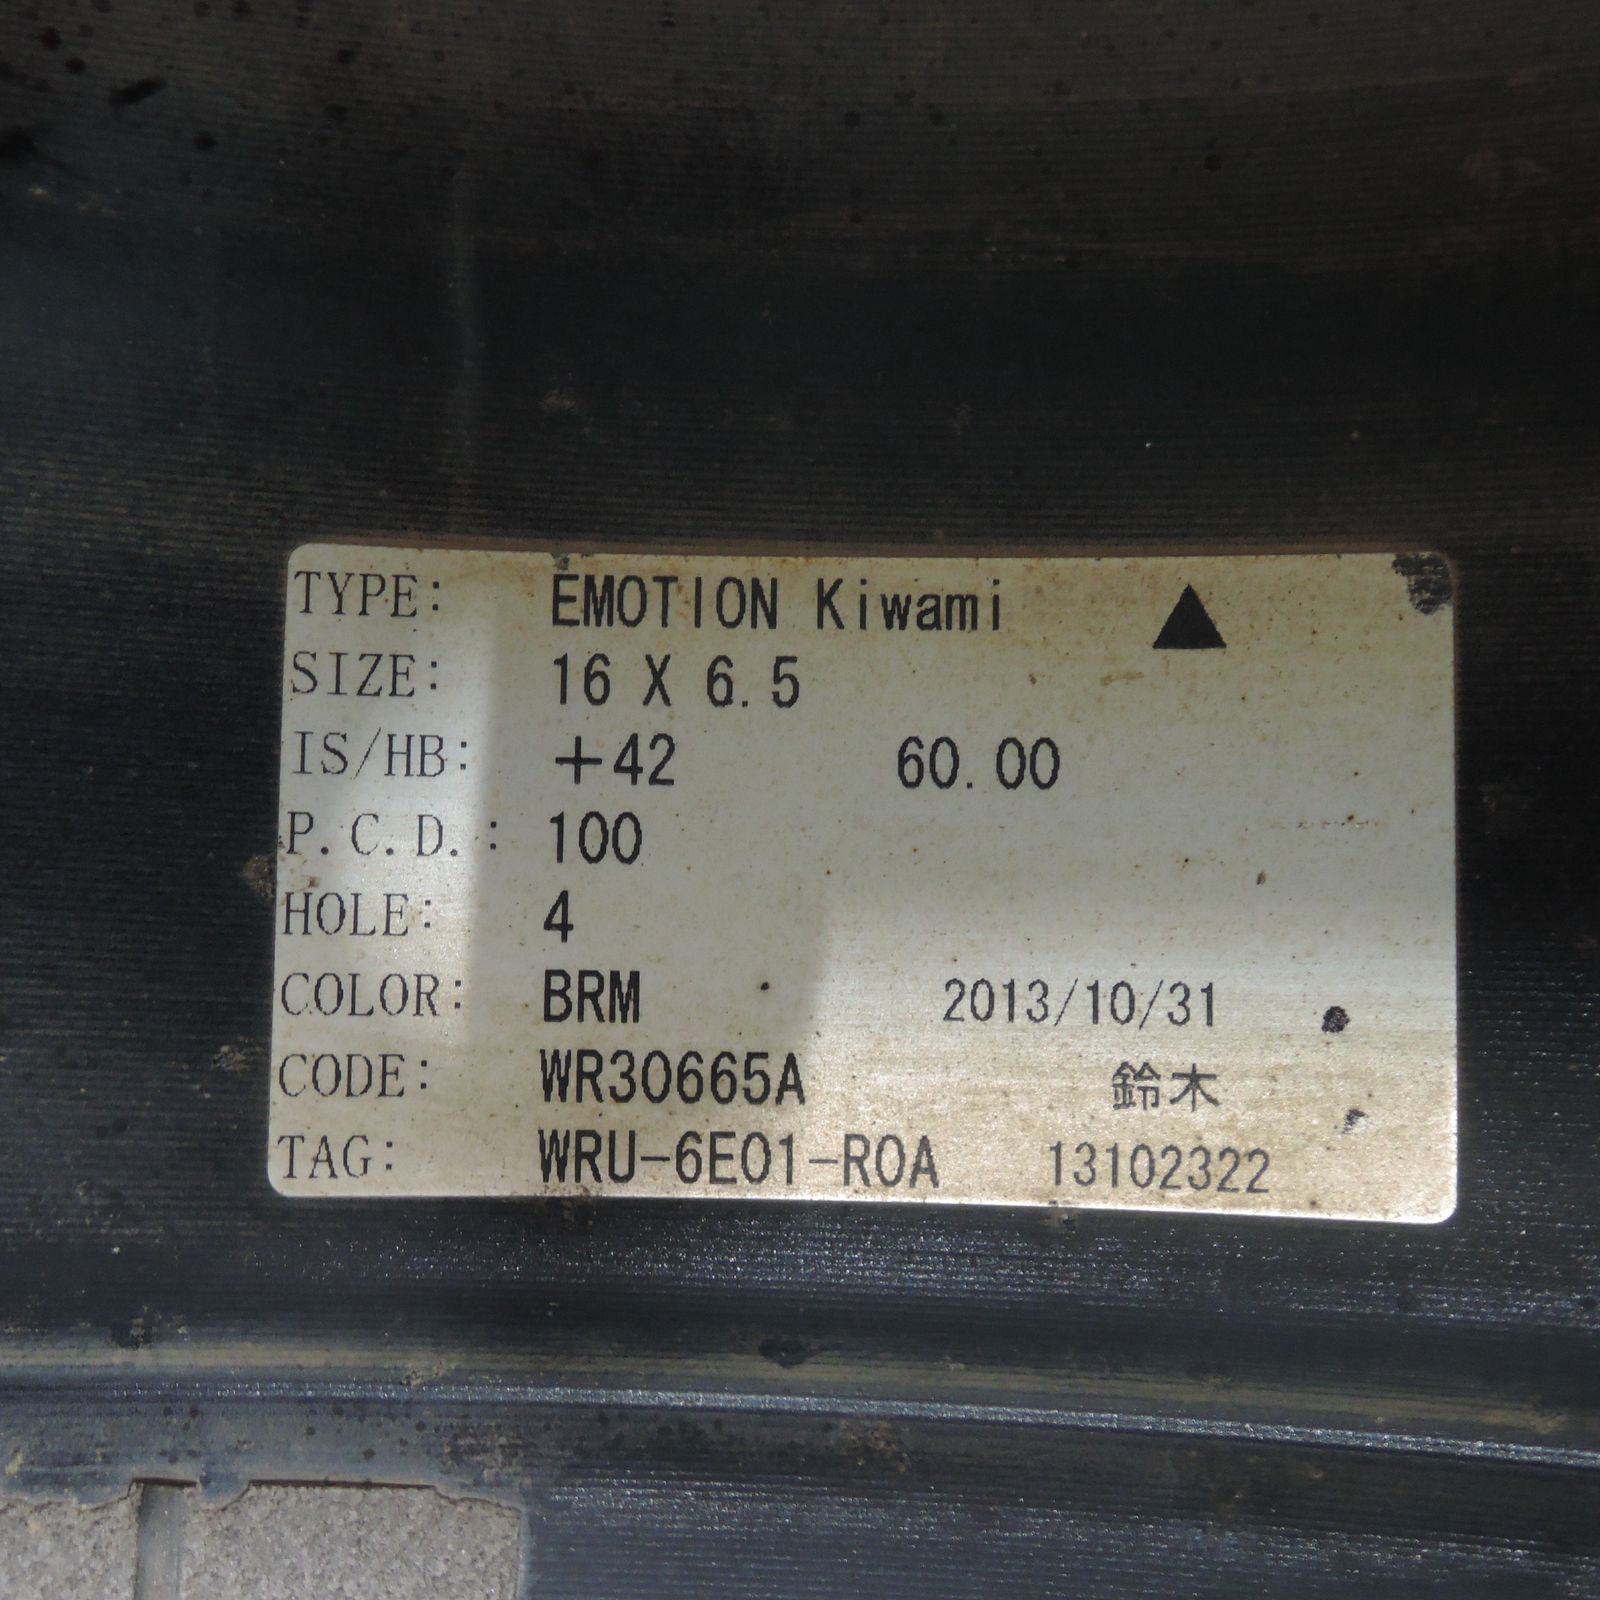 TYPE: EMOTION Kiwami ▲
SIZE: 16 X 6.5
IS/HB: +42 60.00
P.C.D.: 100
HOLE: 4
COLOR: BRM 2013/10/31
CODE: WR30665A 鈴木
TAG: WRU-6E01-R0A 13102322